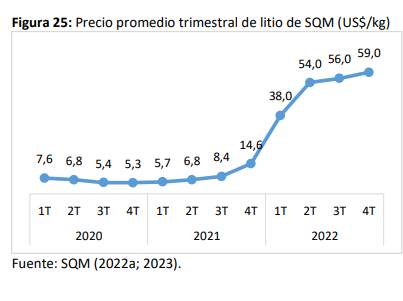 Figura 25: Precio promedio trimestral de litio de SQM (US$/kg)
7,6 6,8 5,4 5,3 5,7 6,8 8,4 14,6 38,0 54,0 56,0 59,0
1T 2T 3T 4T 1T 2T 3T 4T 1T 2T 3T 4T
2020 2021 2022
Fuente: SQM (2022a; 2023).